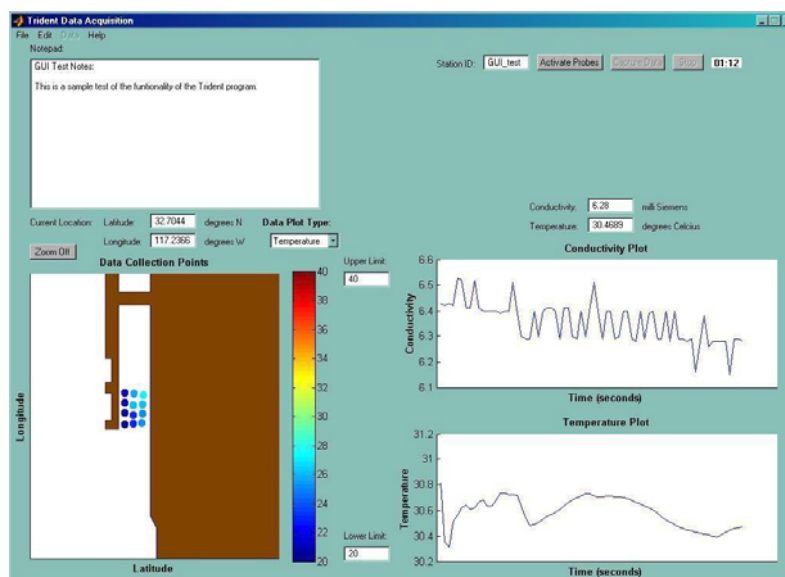 Trident Data Acquisition
File Edit Data Help
Notepad:
GUI Test Notes:
This is a sample test of the funtionality of the Trident program.
Station ID: GUI_test Activate Probes Capture Data Stop 01:12
Current Location: Latitude: 32.7044 degrees N
Longitude: 117.2366 degrees W
Data Plot Type:
Temperature
Conductivity: 6.28 milli Siemens
Temperature: 30.4689 degrees Celcius
Zoom Off
Data Collection Points
Upper Limit:
40
40
38
36
34
32
30
28
26
24
22
20
Lower Limit:
20
Longitude
Latitude
Conductivity Plot
6.6
6.5
6.4
6.3
6.2
6.1
Conductivity
Time (seconds)
Temperature Plot
31.2
31
30.8
30.6
30.4
30.2
Temperature
Time (seconds)